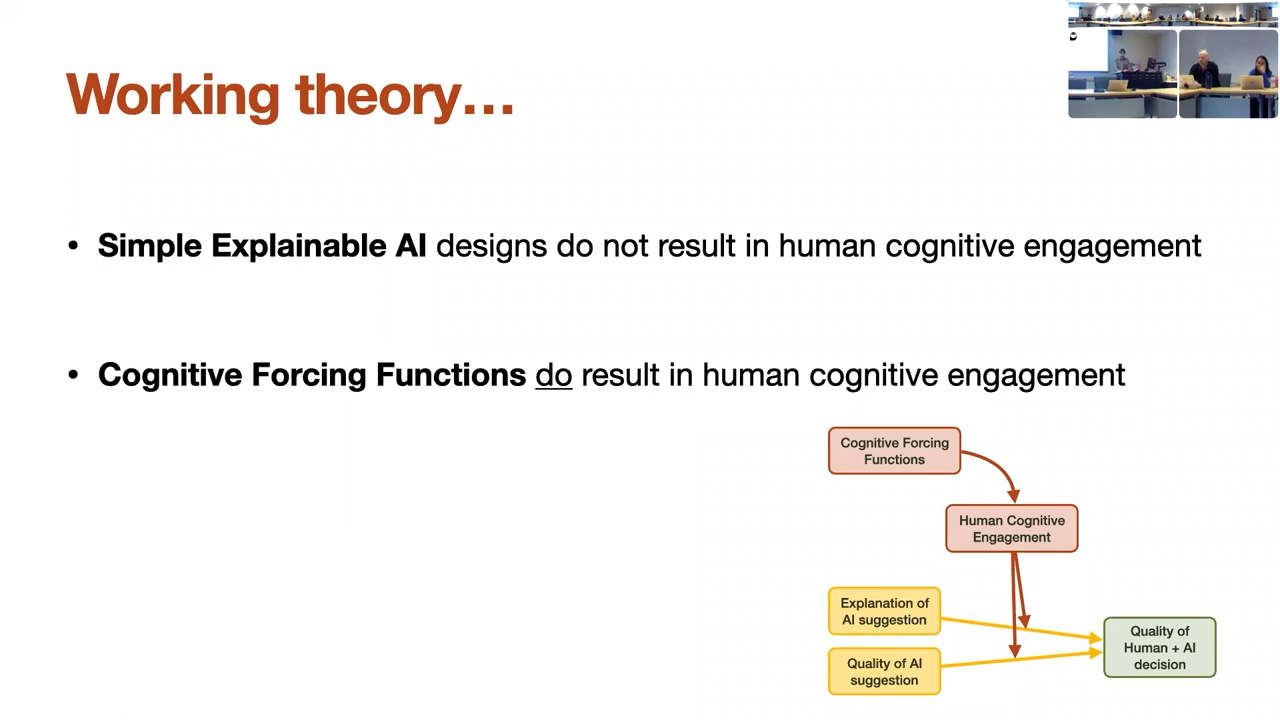 Working theory…
• Simple Explainable AI designs do not result in human cognitive engagement
• Cognitive Forcing Functions do result in human cognitive engagement
Cognitive Forcing
Functions
Human Cognitive
Engagement
Explanation of
AI suggestion
Quality of AI
suggestion
Quality of
Human + AI
decision